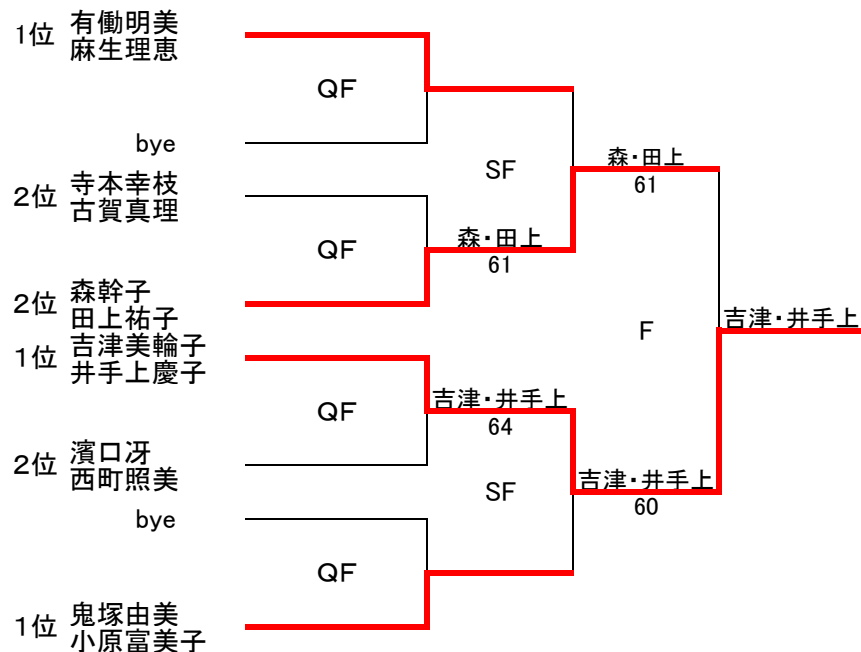 1位
有働明美
麻生理恵
QF
bye
SF
森・田上
61
2位
寺本幸枝
古賀真理
QF
森・田上
61
2位
森幹子
田上祐子
F
吉津・井手上
1位
吉津美輪子
井手上慶子
QF
吉津・井手上
64
2位
濱口冴
西町照美
SF
吉津・井手上
60
bye
QF
1位
鬼塚由美
小原富美子